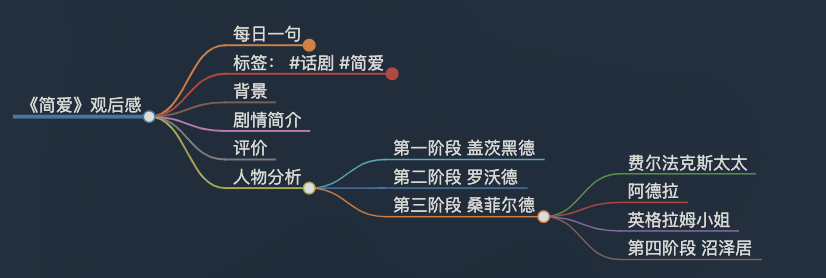 《简爱》观后感
每日一句
标签： #话剧 #简爱
背景
剧情简介
评价
人物分析
第一阶段 盖茨黑德
第二阶段 罗沃德
第三阶段 桑菲尔德
费尔法克斯太太
阿德拉
英格拉姆小姐
第四阶段 沼泽居